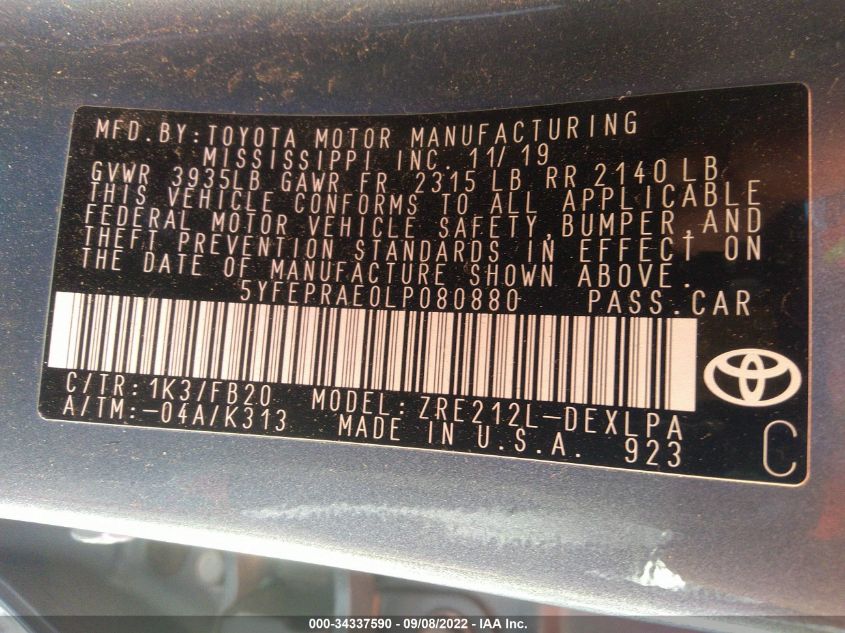 MFD.BY:TOYOTA MOTOR MANUFACTURING
MISSISSIPPI INC. 11/19
GVWR 3935LB GAWR FR 2315 LB RR 2140 LB
THIS VEHICLE CONFORMS TO ALL APPLICABLE
FEDERAL MOTOR VEHICLE SAFETY,BUMPER,AND
THEFT PREVENTION STANDARDS IN EFFECT ON
THE DATE OF MANUFACTURE SHOWN ABOVE.
5YFEPRAE0LP080880 PASS.CAR
C/TR: 1K3/FB20 MODEL: ZRE212L-DEXLPA
A/TM:-04A/K313 MADE IN U.S.A. 923
C
000-34337590 - 09/08/2022 - IAA Inc.